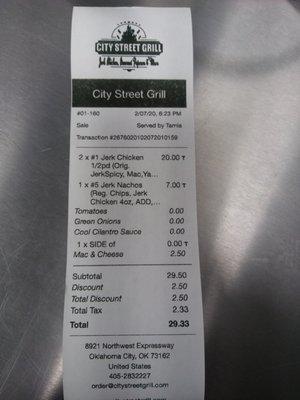 CITY STREET GRILL
City Street Grill
#01-160 2/07/20, 6:23 PM
Sale Served by Tamia
Transaction #2676020102072010159
2 x #1 Jerk Chicken 20.00 T
1/2pd (Orig.
JerkSpicy, Mac,Ya...
1 x #5 Jerk Nachos 7.00 T
(Reg. Chips, Jerk
Chicken 4oz, ADD,...
Tomatoes 0.00
Green Onions 0.00
Cool Cilantro Sauce 0.00
1 x SIDE of 0.00 T
Mac & Cheese 2.50
Subtotal 29.50
Discount 2.50
Total Discount 2.50
Total Tax 2.33
Total 29.33
8921 Northwest Expressway
Oklahoma City, OK 73162
United States
405-2832227
order@citystreetgrill.com